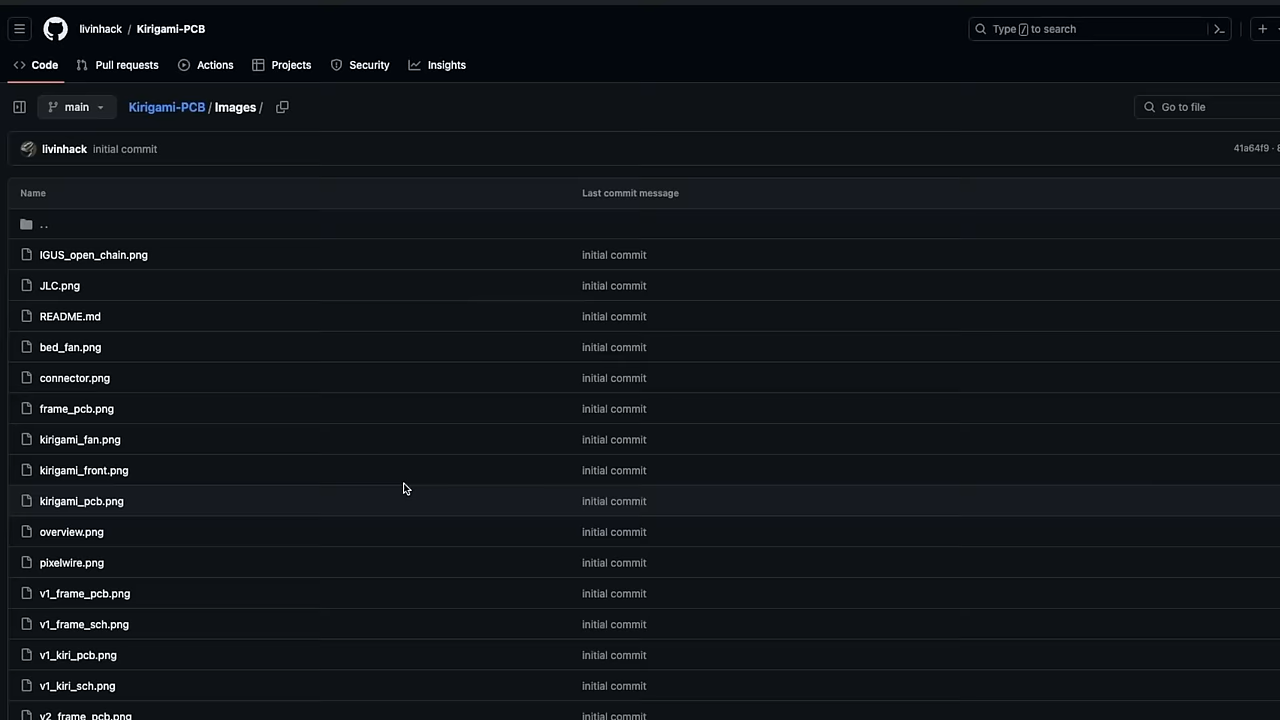 livinhack / Kirigami-PCB
Type / to search
Code Pull requests Actions Projects Security Insights
main Kirigami-PCB / Images / Go to file
livinhack initial commit 41a64f9 ·
Name Last commit message
..
IGUS_open_chain.png initial commit
JLC.png initial commit
README.md initial commit
bed_fan.png initial commit
connector.png initial commit
frame_pcb.png initial commit
kirigami_fan.png initial commit
kirigami_front.png initial commit
kirigami_pcb.png initial commit
overview.png initial commit
pixelwire.png initial commit
v1_frame_pcb.png initial commit
v1_frame_sch.png initial commit
v1_kiri_pcb.png initial commit
v1_kiri_sch.png initial commit
v2_frame_pcb.png initial commit